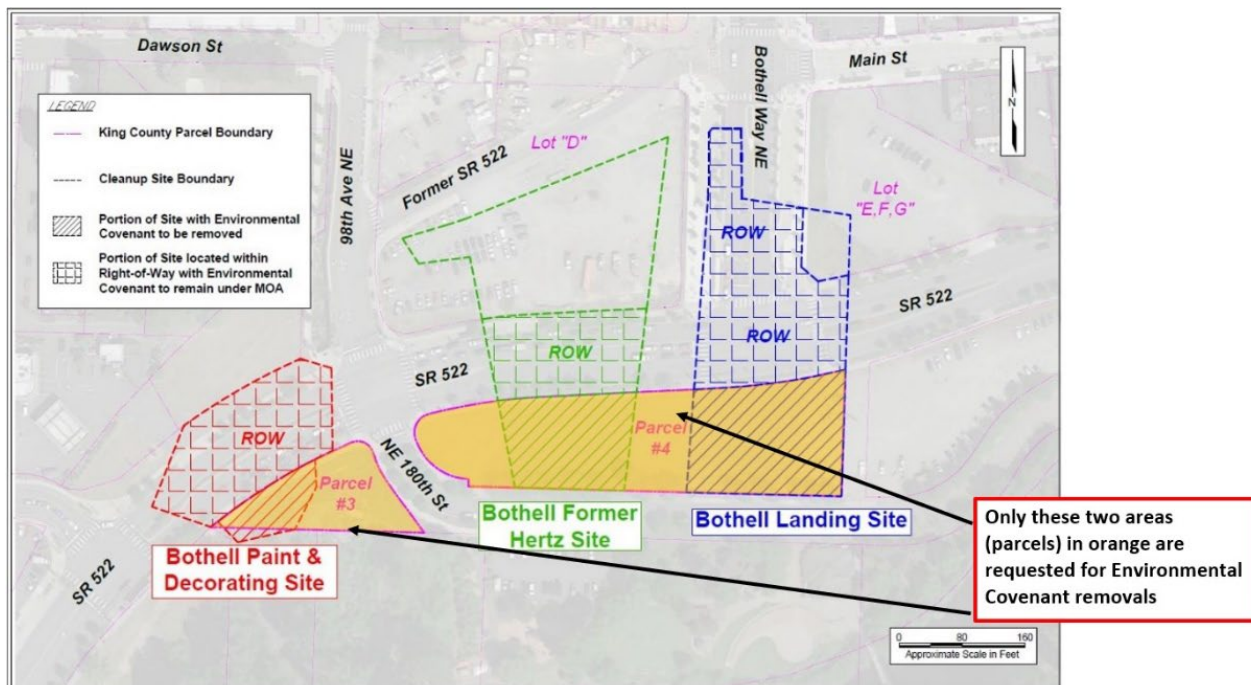 Dawson St
Main St
LEGEND
King County Parcel Boundary
Cleanup Site Boundary
Portion of Site with Environmental
Covenant to be removed
Portion of Site located within
Right-of-Way with Environmental
Covenant to remain under MOA
98th Ave NE
Former SR 522
Lot "D"
Bothell Way NE
N
Lot
"E,F,G"
ROW
SR 522
ROW
ROW
SR 522
ROW
Parcel
#4
Parcel
#3
NE 180th St
Bothell Former
Hertz Site
Bothell Landing Site
Bothell Paint &
Decorating Site
SR 522
Only these two areas
(parcels) in orange are
requested for Environmental
Covenant removals
0 80 160
Approximate Scale in Feet